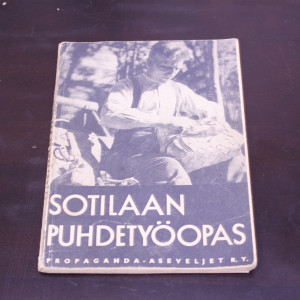 SOTILAAN
PUHDETYÖOPAS
PROPAGANDA-ASEVELJET R.Y.